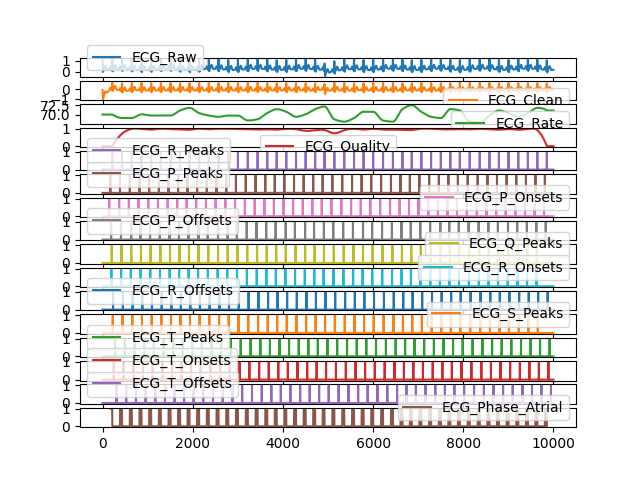 1
ECG_Raw
0
0
ECG_Clean
1
72.5
70.0
ECG_Rate
1
ECG_Quality
0
ECG_R_Peaks
1
0
ECG_P_Peaks
1
0
ECG_P_Onsets
1
0
ECG_P_Offsets
1
0
ECG_Q_Peaks
1
0
ECG_R_Onsets
1
0
ECG_R_Offsets
1
0
ECG_S_Peaks
1
0
ECG_T_Peaks
1
0
ECG_T_Onsets
1
0
ECG_T_Offsets
1
0
ECG_Phase_Atrial
1
0
0 2000 4000 6000 8000 10000